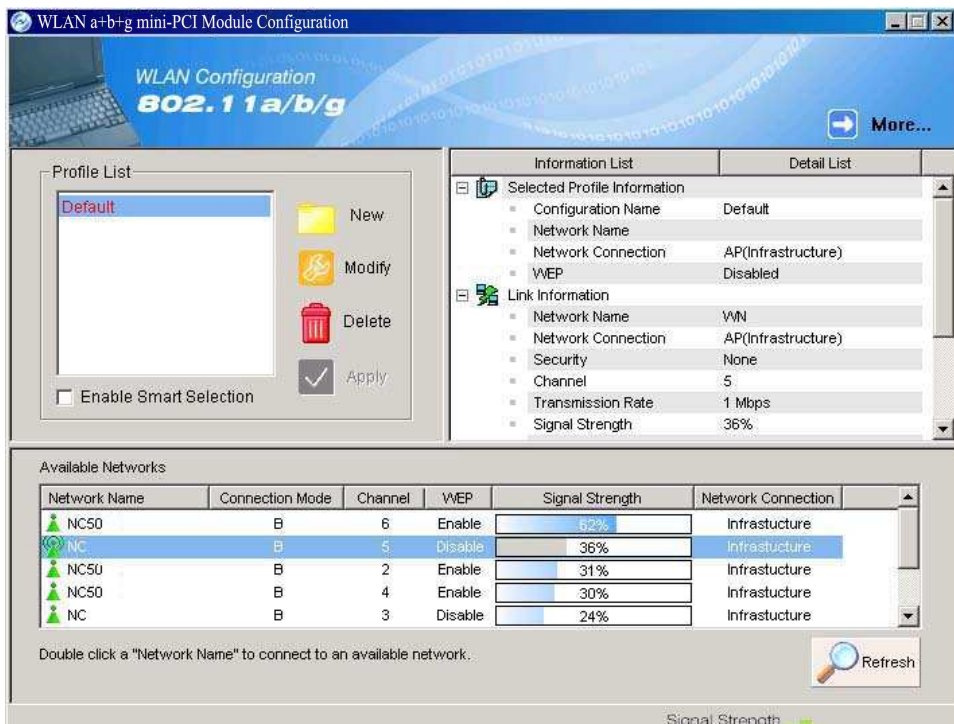 WLAN a+b+g mini-PCI Module Configuration
WLAN Configuration
802.11a/b/g
More...
Profile List
Default
New
Modify
Delete
Apply
Enable Smart Selection
Information List Detail List
Selected Profile Information
Configuration Name Default
Network Name
Network Connection AP(Infrastructure)
WEP Disabled
Link Information
Network Name WN
Network Connection AP(Infrastructure)
Security None
Channel 5
Transmission Rate 1 Mbps
Signal Strength 36%
Available Networks
Network Name Connection Mode Channel WEP Signal Strength Network Connection
NC50 B 6 Enable 62% Infrastucture
NC B 5 Disable 36% Infrastucture
NC50 B 2 Enable 31% Infrastucture
NC50 B 4 Enable 30% Infrastucture
NC B 3 Disable 24% Infrastucture
Double click a "Network Name" to connect to an available network.
Refresh
Signal Strength